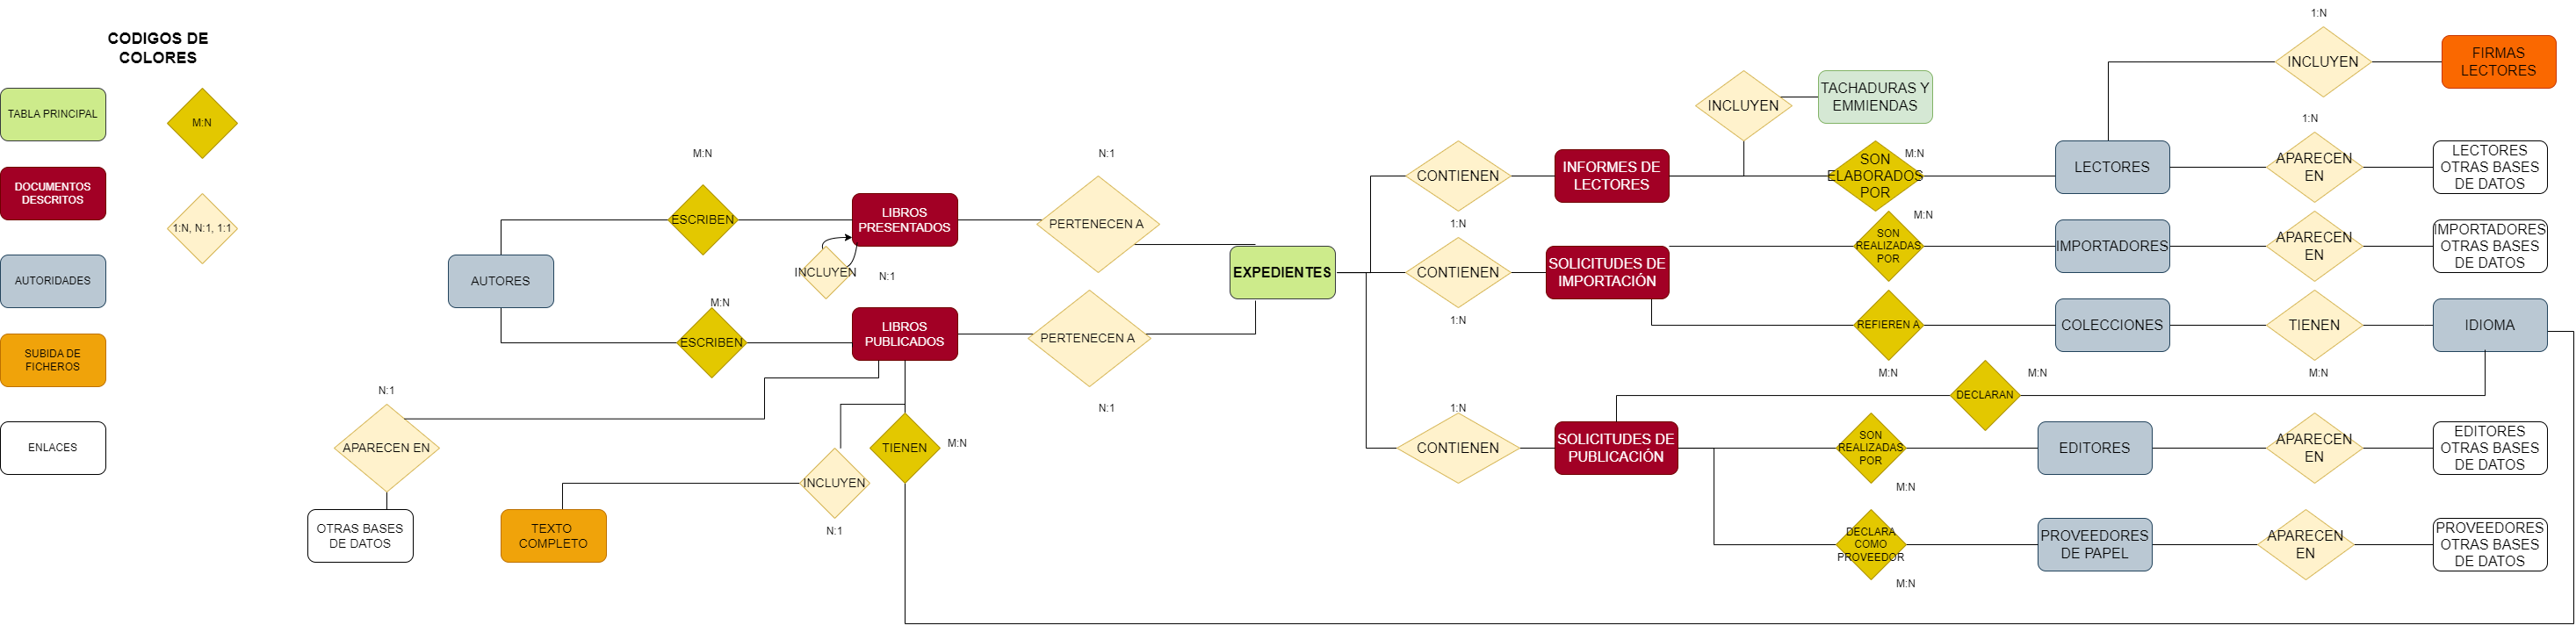 CODIGOS DE
COLORES
TABLA PRINCIPAL
M:N
DOCUMENTOS
DESCRITOS
1:N, N:1, 1:1
AUTORIDADES
SUBIDA DE
FICHEROS
ENLACES
AUTORES
M:N
ESCRIBEN
LIBROS
PRESENTADOS
INCLUYEN
N:1
N:1
PERTENECEN A
M:N
ESCRIBEN
LIBROS
PUBLICADOS
PERTENECEN A
N:1
N:1
APARECEN EN
OTRAS BASES
DE DATOS
TEXTO
COMPLETO
INCLUYEN
N:1
TIENEN
M:N
EXPEDIENTES
CONTIENEN
1:N
INFORMES DE
LECTORES
INCLUYEN
TACHADURAS Y
EMMIENDAS
SON
ELABORADOS
POR
M:N
LECTORES
1:N
INCLUYEN
FIRMAS
LECTORES
1:N
APARECEN
EN
LECTORES
OTRAS BASES
DE DATOS
CONTIENEN
1:N
SOLICITUDES DE
IMPORTACIÓN
M:N
SON
REALIZADAS
POR
IMPORTADORES
APARECEN
EN
IMPORTADORES
OTRAS BASES
DE DATOS
REFIEREN A
M:N
COLECCIONES
TIENEN
M:N
IDIOMA
DECLARAN
M:N
1:N
CONTIENEN
SOLICITUDES DE
PUBLICACIÓN
SON
REALIZADAS
POR
M:N
EDITORES
APARECEN
EN
EDITORES
OTRAS BASES
DE DATOS
DECLARA
COMO
PROVEEDOR
M:N
PROVEEDORES
DE PAPEL
APARECEN
EN
PROVEEDORES
OTRAS BASES
DE DATOS